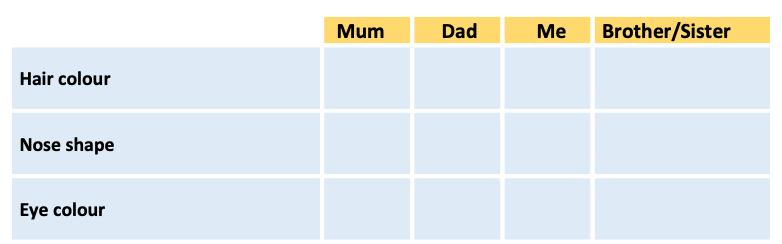 Mum Dad Me Brother/Sister
Hair colour
Nose shape
Eye colour